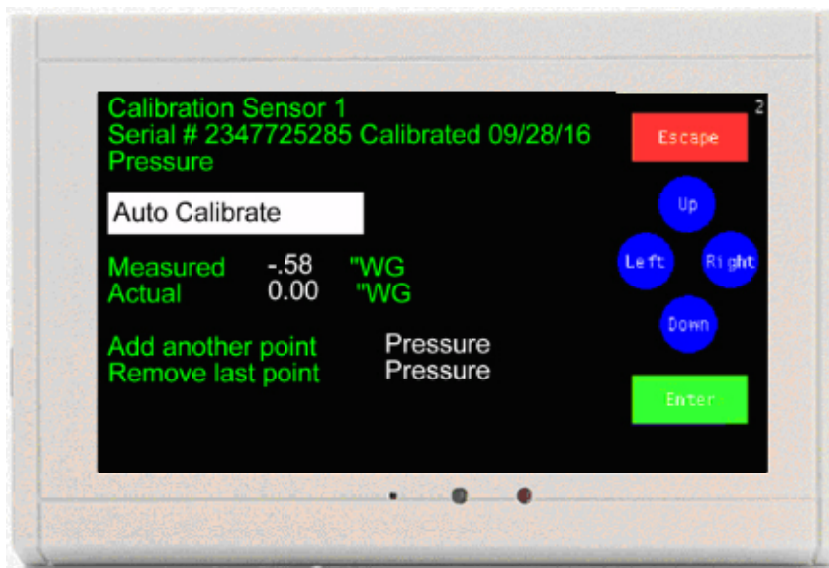 Calibration Sensor 1
Serial # 2347725285 Calibrated 09/28/16
Pressure
Auto Calibrate
Measured -.58 "WG
Actual 0.00 "WG
Add another point Pressure
Remove last point Pressure
2
Escape
Up
Left Right
Down
Enter